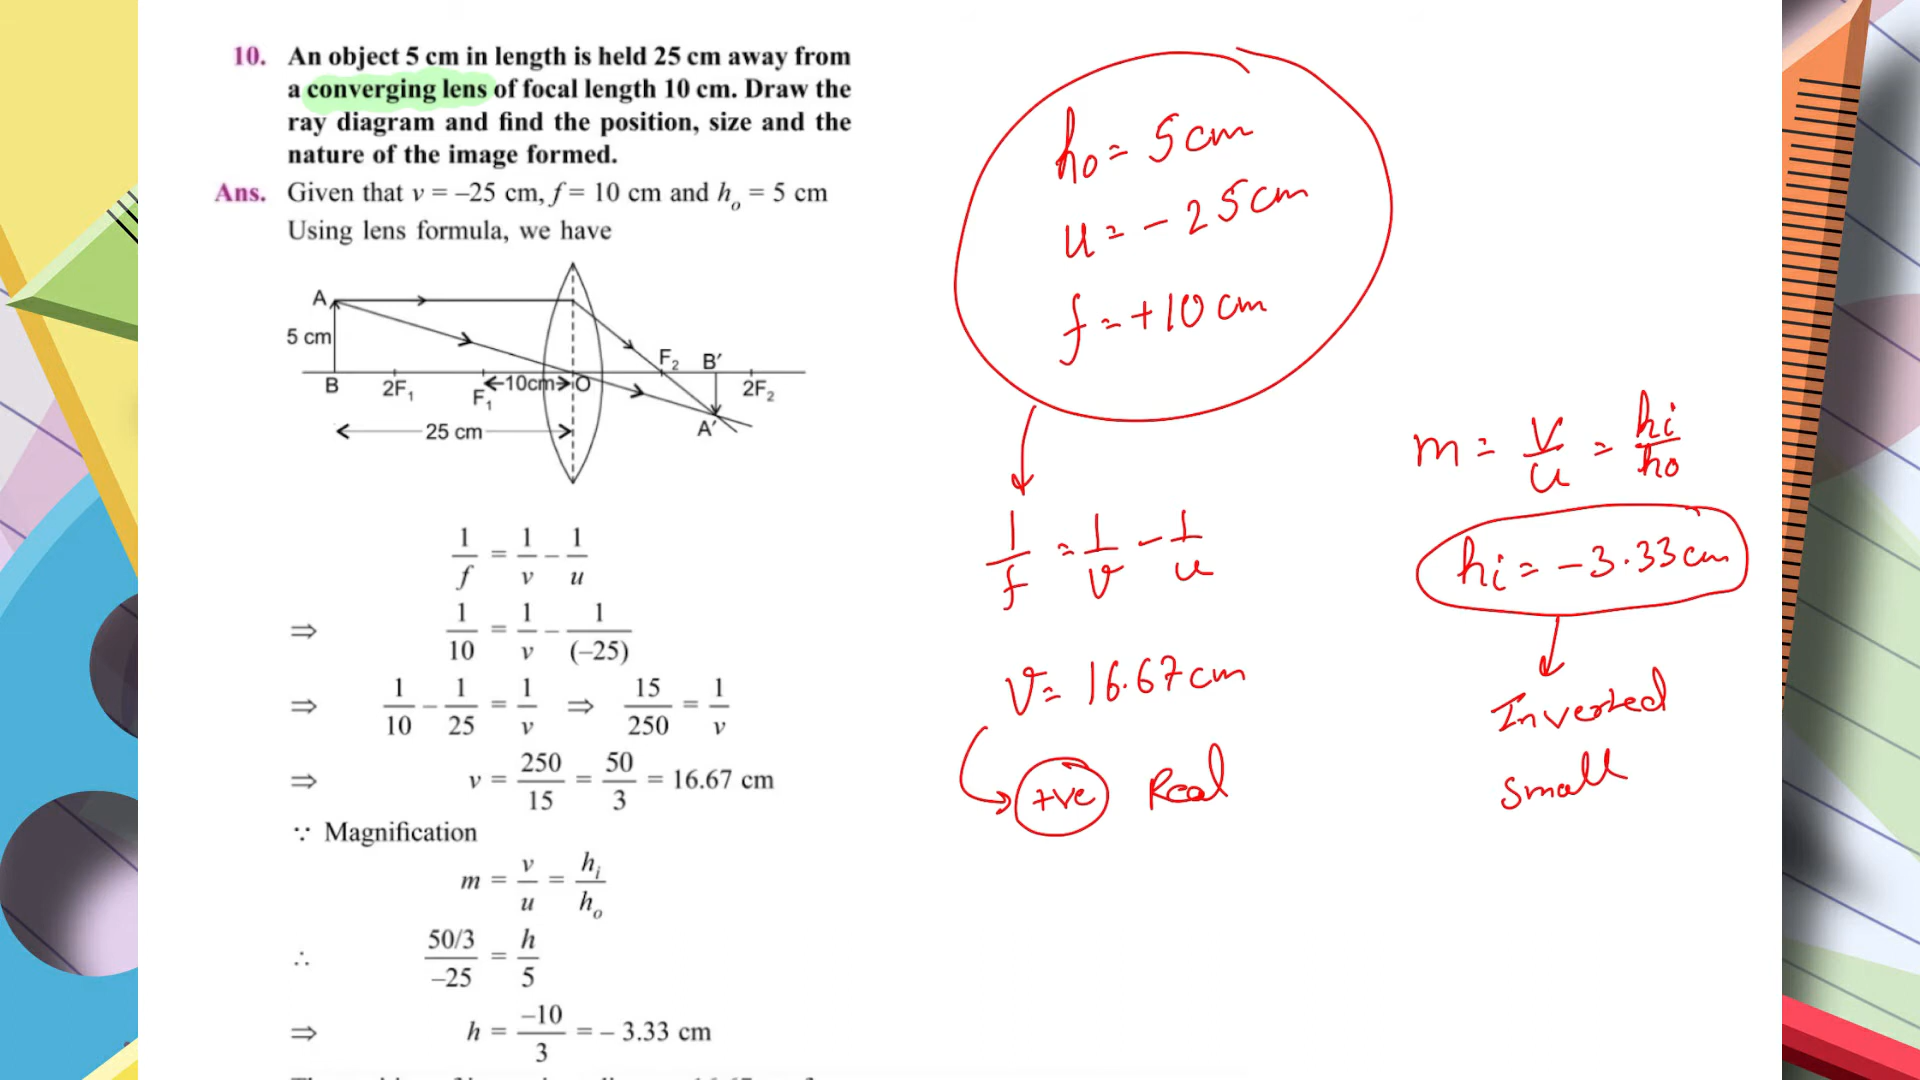 10. An object 5 cm in length is held 25 cm away from
a converging lens of focal length 10 cm. Draw the
ray diagram and find the position, size and the
nature of the image formed.
Ans. Given that v = –25 cm, f = 10 cm and hₒ = 5 cm
Using lens formula, we have
A
5 cm
B 2F₁ F₁ 10cm O F₂ B′ 2F₂
25 cm A′
1/f = 1/v – 1/u
⇒ 1/10 = 1/v – 1/(–25)
⇒ 1/10 – 1/25 = 1/v ⇒ 15/250 = 1/v
⇒ v = 250/15 = 50/3 = 16.67 cm
∵ Magnification
m = v/u = hᵢ/hₒ
∴ 50/3/–25 = h/5
⇒ h = –10/3 = – 3.33 cm
ho = 5 cm
u = - 25 cm
f = +10 cm
1/f = 1/v - 1/u
v = 16.67 cm
+ve Real
m = v/u = hi/ho
hi = -3.33 cm
Inverted
Small